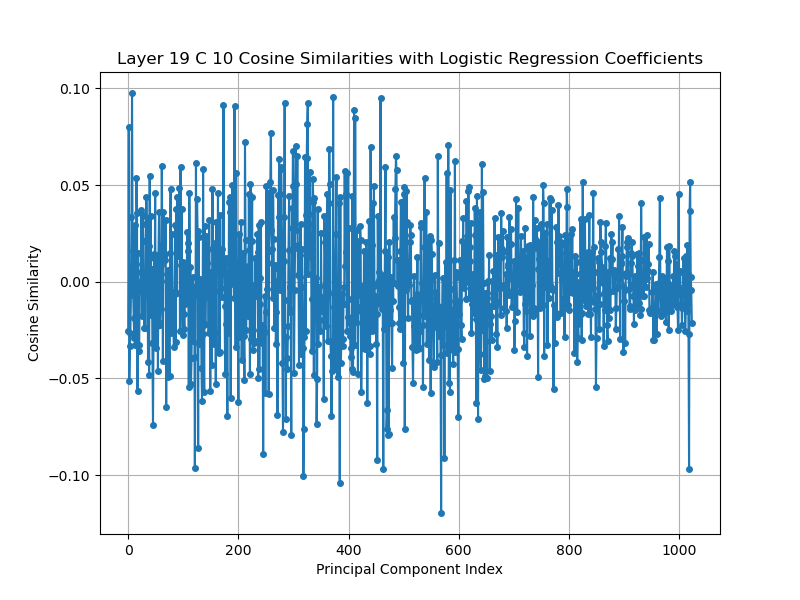 Layer 19 C 10 Cosine Similarities with Logistic Regression Coefficients
0.10
0.05
0.00
−0.05
−0.10
Cosine Similarity
0 200 400 600 800 1000
Principal Component Index